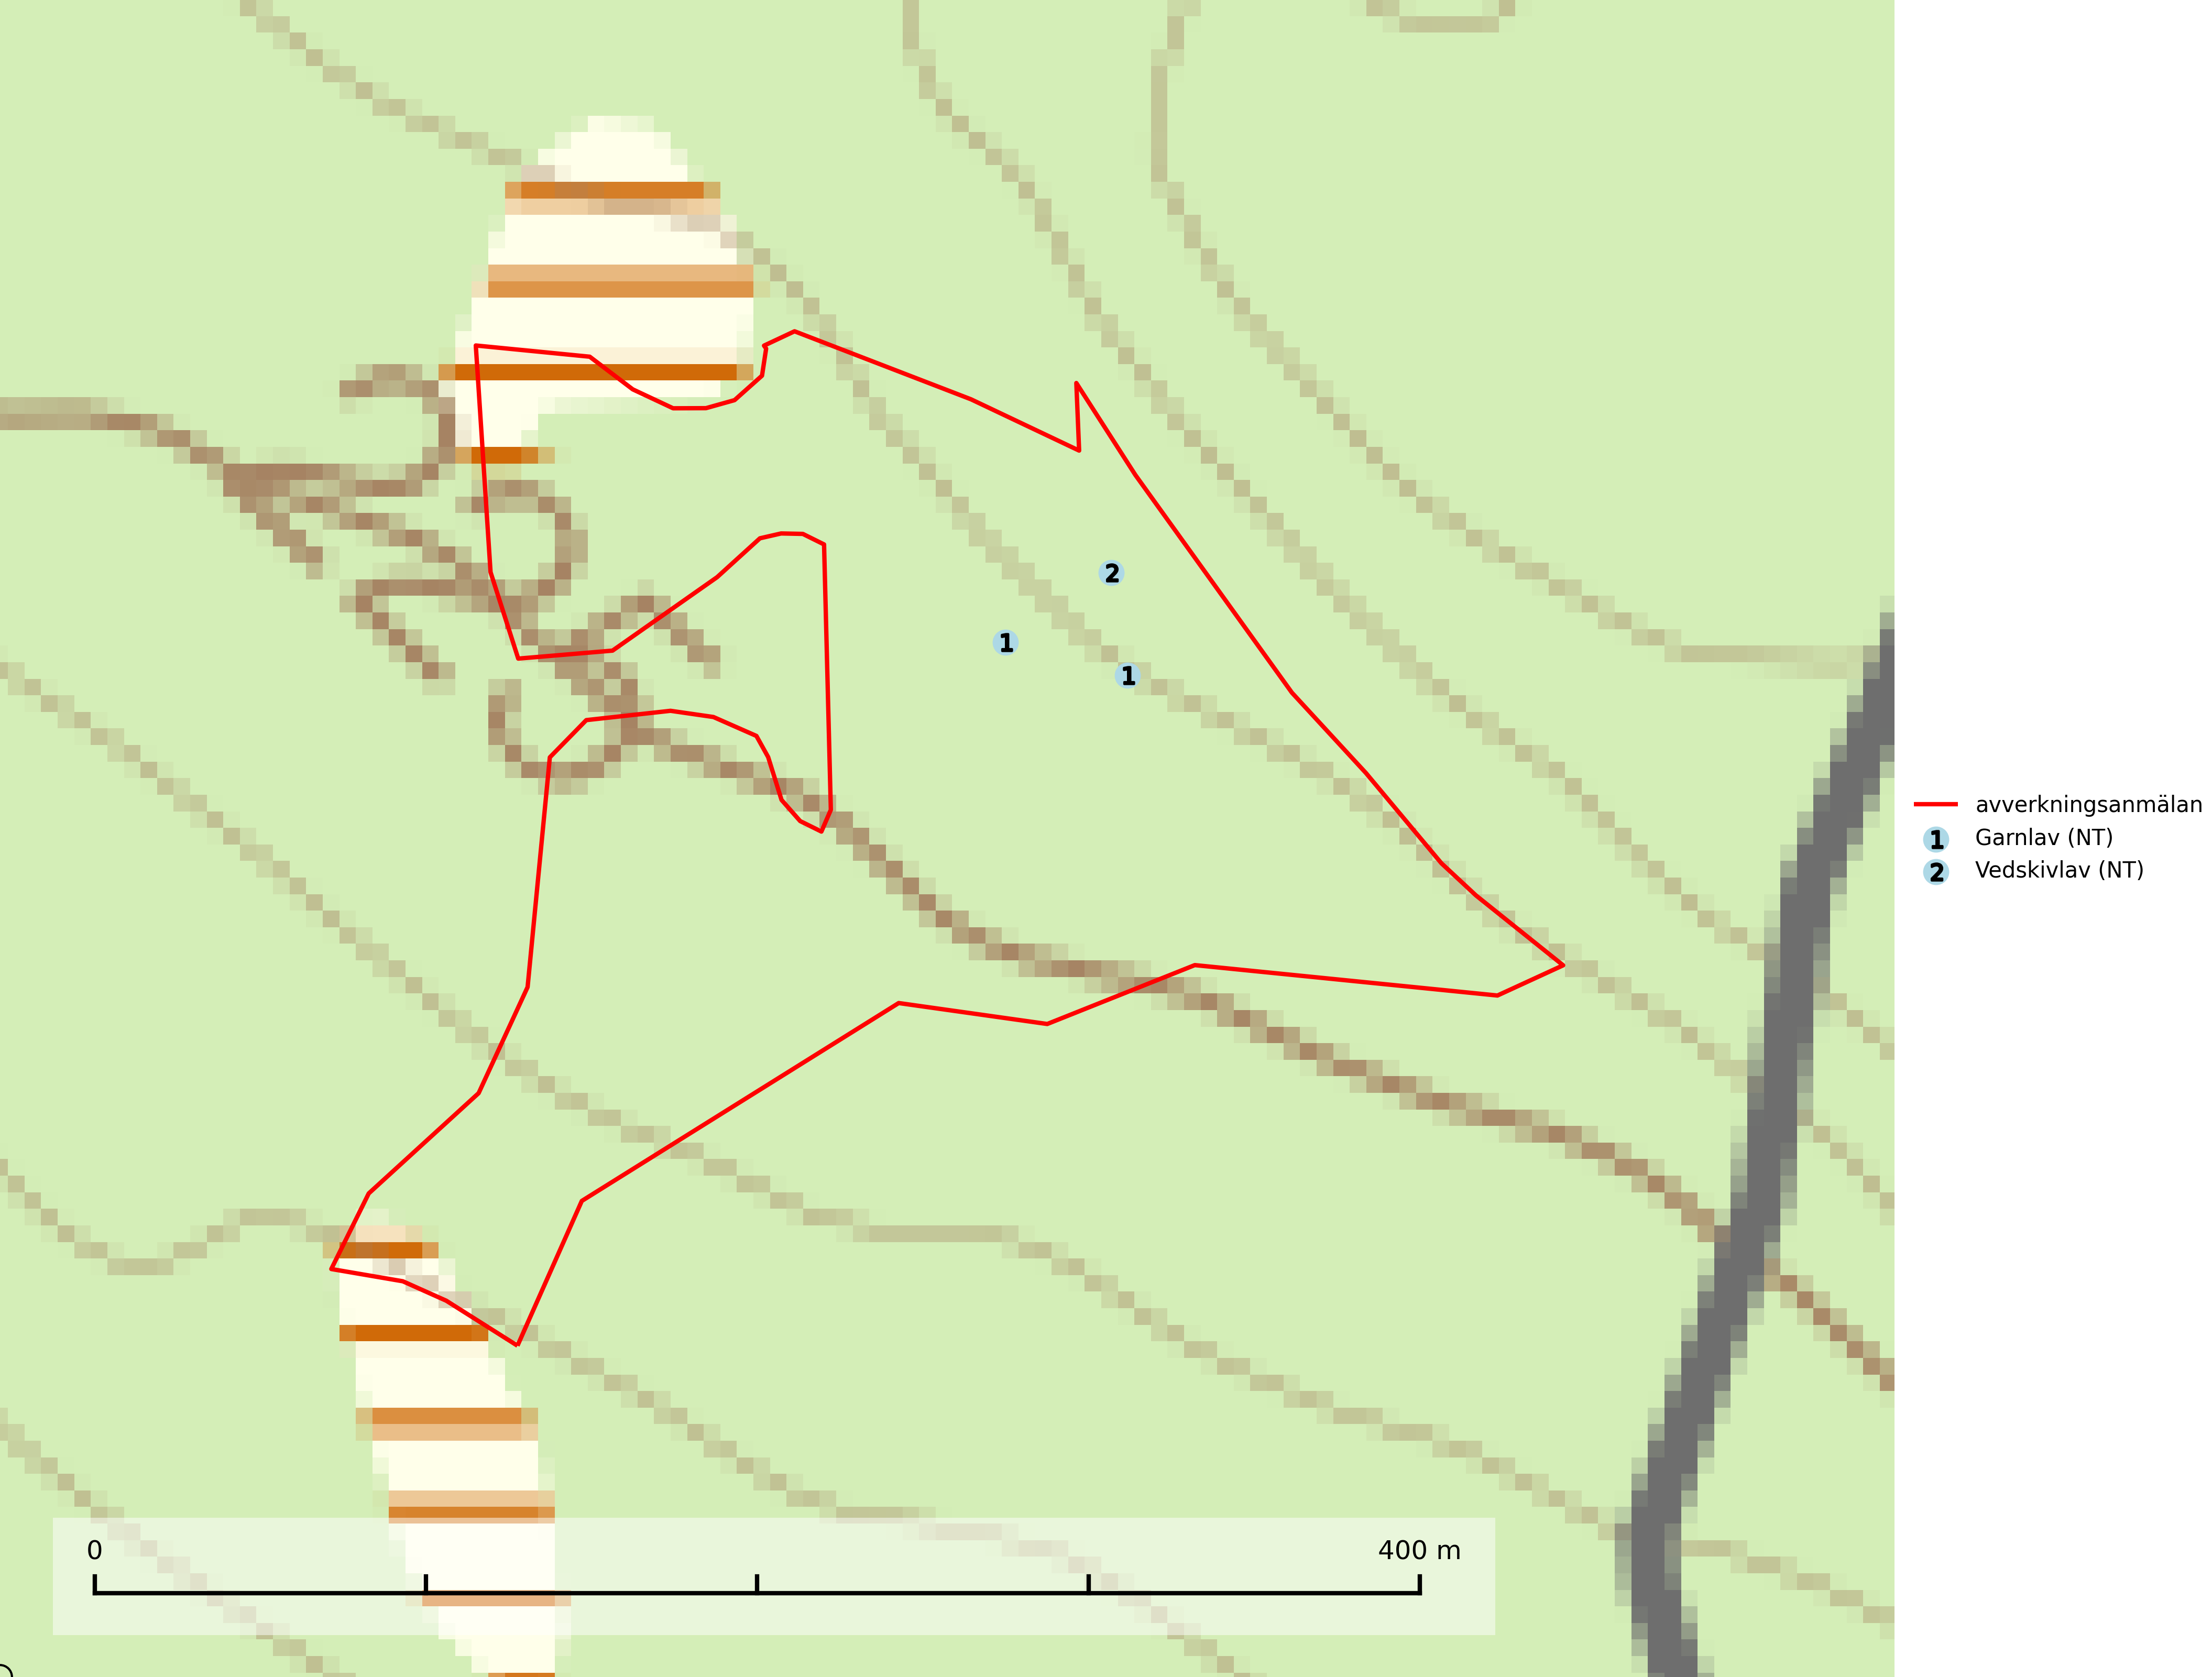 2
1
1
avverkningsanmälan
1 Garnlav (NT)
2 Vedskivlav (NT)
0 400 m